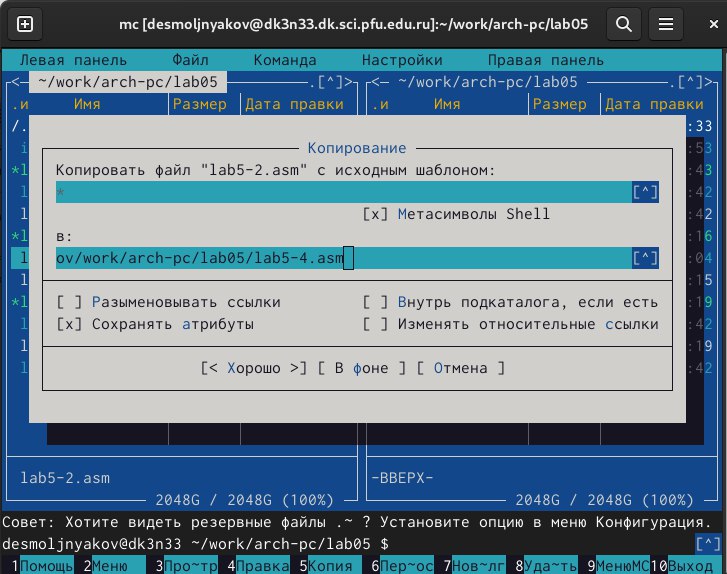 mc [desmoljnyakov@dk3n33.dk.sci.pfu.edu.ru]:~/work/arch-pc/lab05
Левая панель Файл Команда Настройки Правая панель
<— ~/work/arch-pc/lab05 .[^]> <— ~/work/arch-pc/lab05 .[^]>
.и Имя Размер Дата правки .и Имя Размер Дата правки
/. :33
:53
*l :42
l :42
l :42
*l :16
l :04
l :15
*l :19
l :42
l :19
l :42
Копирование
Копировать файл "lab5-2.asm" с исходным шаблоном:
* [^]
[x] Метасимволы Shell
в:
ov/work/arch-pc/lab05/lab5-4.asm [^]
[ ] Разыменовывать ссылки [ ] Внутрь подкаталога, если есть
[x] Сохранять атрибуты [ ] Изменять относительные ссылки
[< Хорошо >] [ В фоне ] [ Отмена ]
lab5-2.asm -ВВЕРХ-
2048G / 2048G (100%) 2048G / 2048G (100%)
Совет: Хотите видеть резервные файлы .~ ? Установите опцию в меню Конфигурация.
desmoljnyakov@dk3n33 ~/work/arch-pc/lab05 $ [^]
1Помощь 2Меню 3Про~тр 4Правка 5Копия 6Пер~ос 7Нов~лг 8Уда~ть 9МенюМС 10Выход